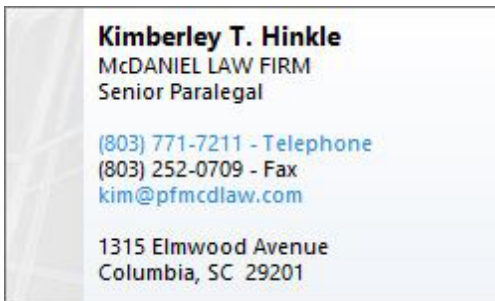 Kimberley T. Hinkle
McDANIEL LAW FIRM
Senior Paralegal
(803) 771-7211 - Telephone
(803) 252-0709 - Fax
kim@pfmcdlaw.com
1315 Elmwood Avenue
Columbia, SC  29201